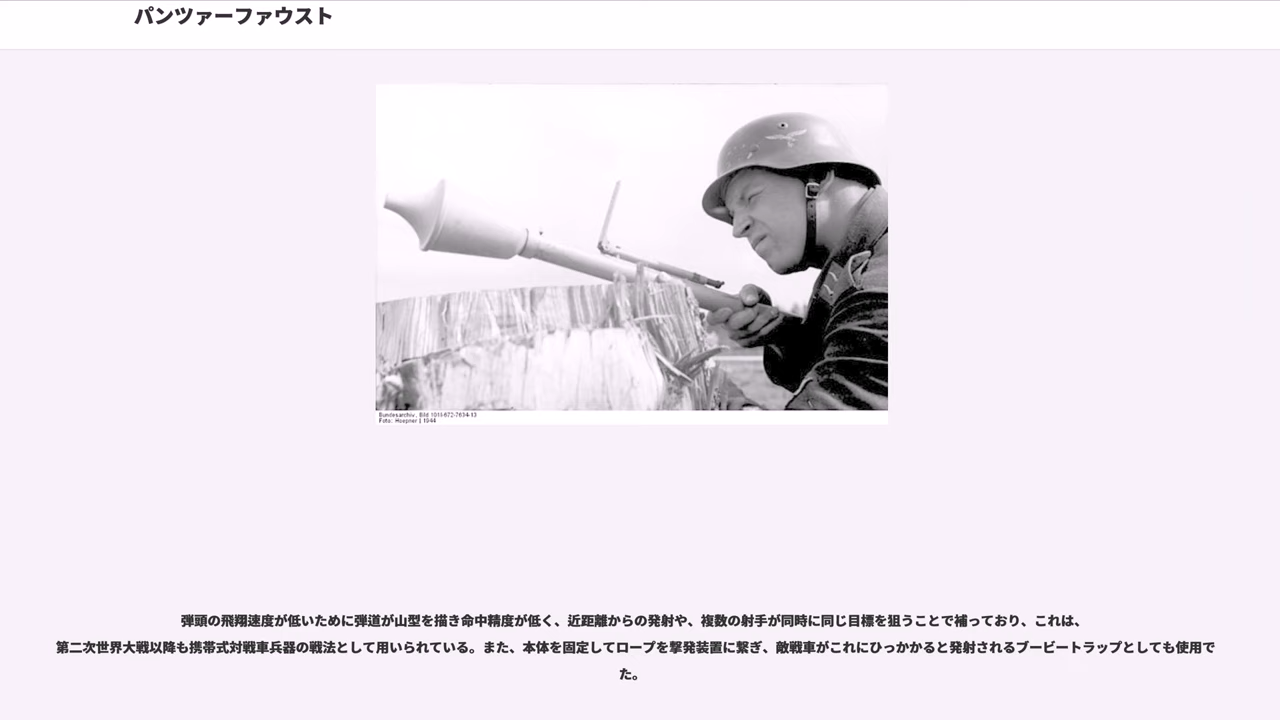 パンツァーファウスト
Bundesarchiv, Bild 101I-672-7634-13
Foto: Hoepner | 1944
弾頭の飛翔速度が低いために弾道が山型を描き命中精度が低く、近距離からの発射や、複数の射手が同時に同じ目標を狙うことで補っており、これは、
第二次世界大戦以降も携帯式対戦車兵器の戦法として用いられている。また、本体を固定してロープを撃発装置に繋ぎ、敵戦車がこれにひっかかると発射されるブービートラップとしても使用で
た。